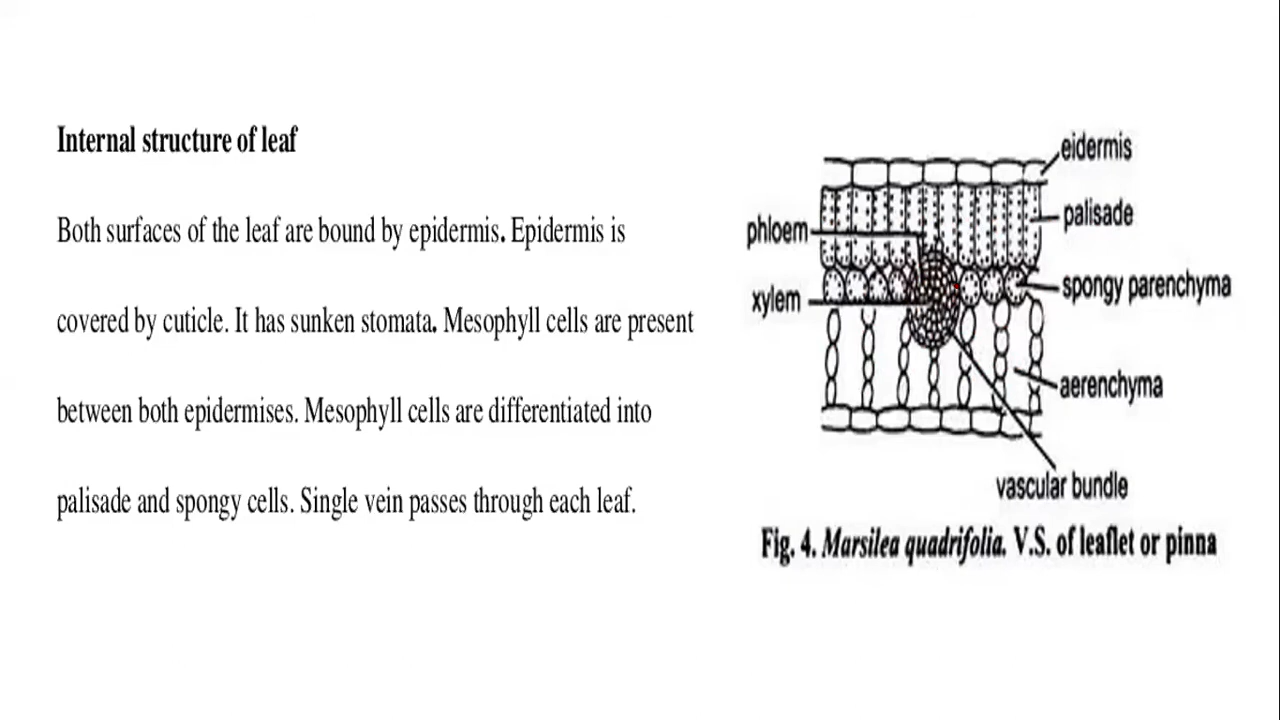 Internal structure of leaf
Both surfaces of the leaf are bound by epidermis. Epidermis is
covered by cuticle. It has sunken stomata. Mesophyll cells are present
between both epidermises. Mesophyll cells are differentiated into
palisade and spongy cells. Single vein passes through each leaf.
eidermis
palisade
phloem
spongy parenchyma
xylem
aerenchyma
vascular bundle
Fig. 4. Marsilea quadrifolia. V.S. of leaflet or pinna